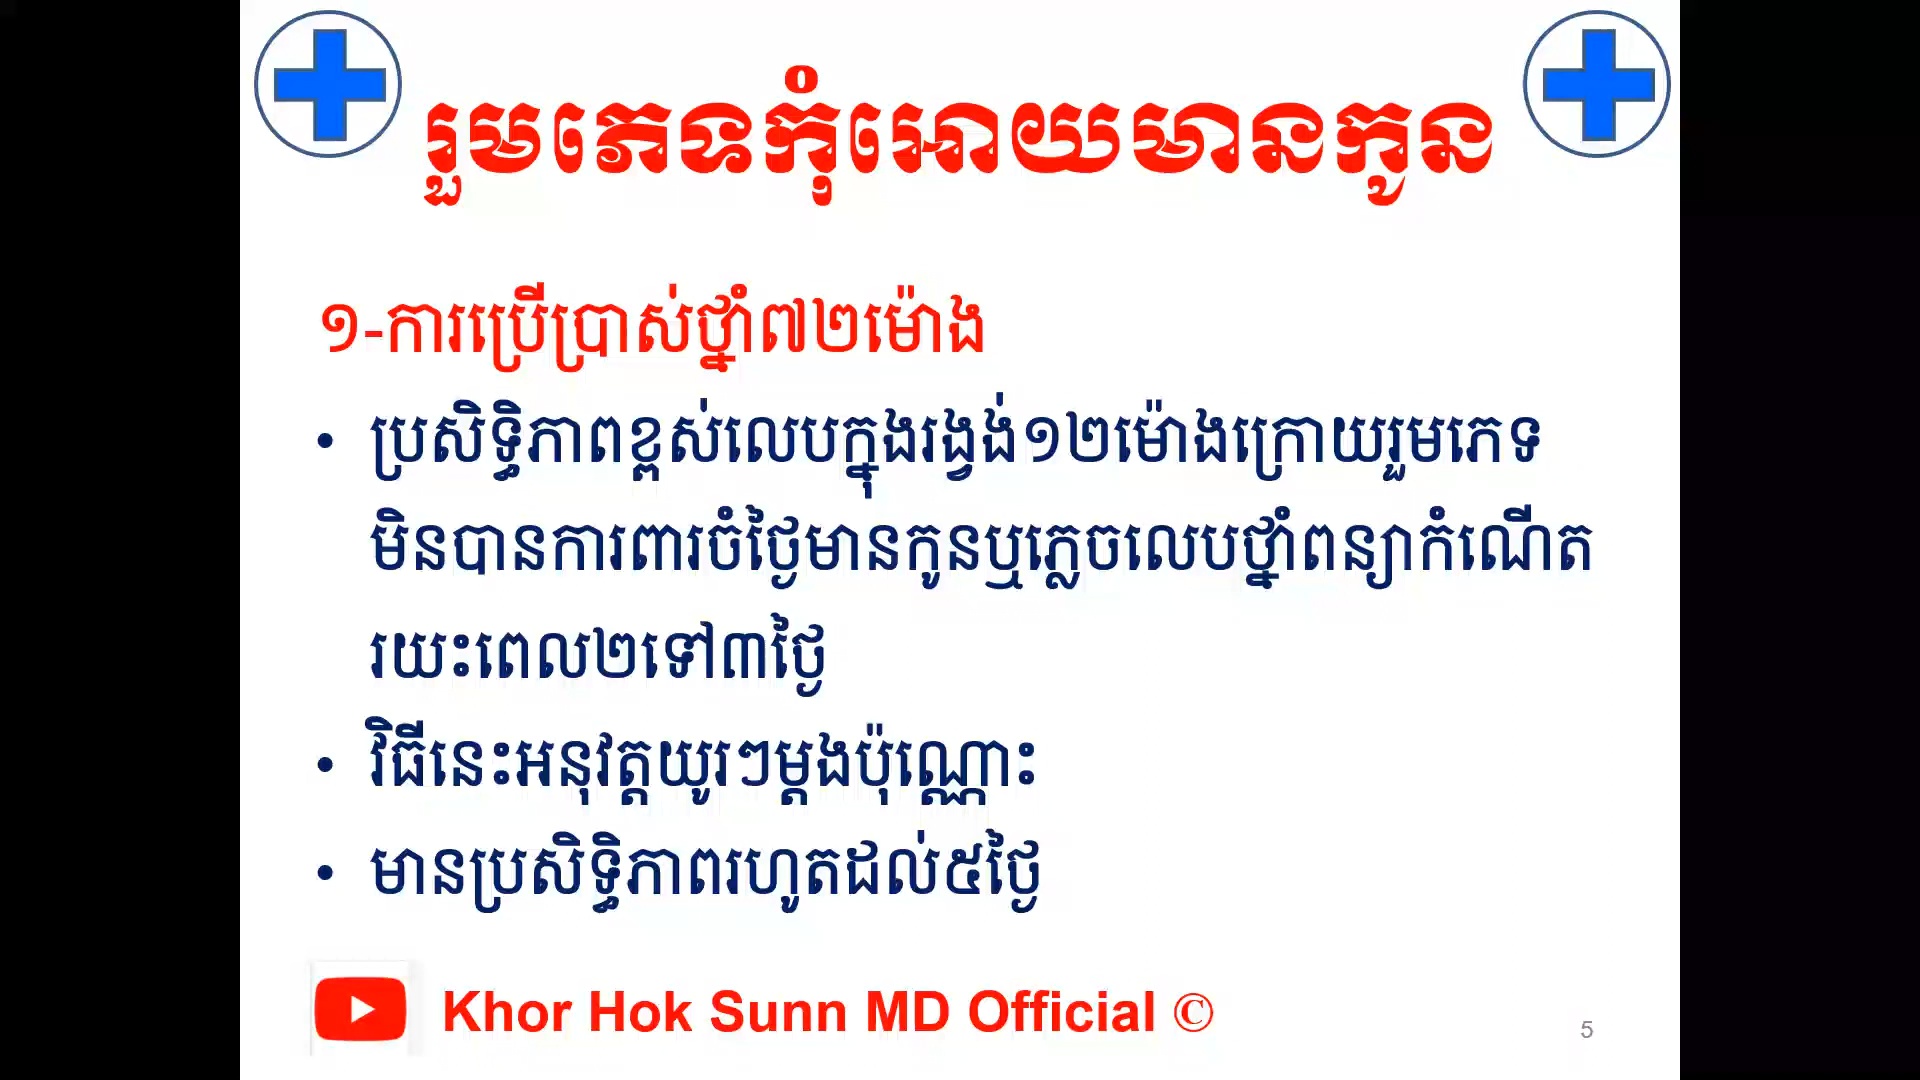 រួមភេទកុំអោយមានកូន
១-ការប្រើប្រាស់ថ្នាំ៧២ម៉ោង
• ប្រសិទ្ធិភាពខ្ពស់លេបក្នុងរង្វង់១២ម៉ោងក្រោយរួមភេទ
មិនបានការពារចំថ្ងៃមានកូនឬភ្លេចលេបថ្នាំពន្យាកំណើត
រយះពេល២ទៅ៣ថ្ងៃ
• វិធីនេះអនុវត្តយូរៗម្តងប៉ុណ្ណោះ
• មានប្រសិទ្ធិភាពរហូតដល់៥ថ្ងៃ
Khor Hok Sunn MD Official ©
5